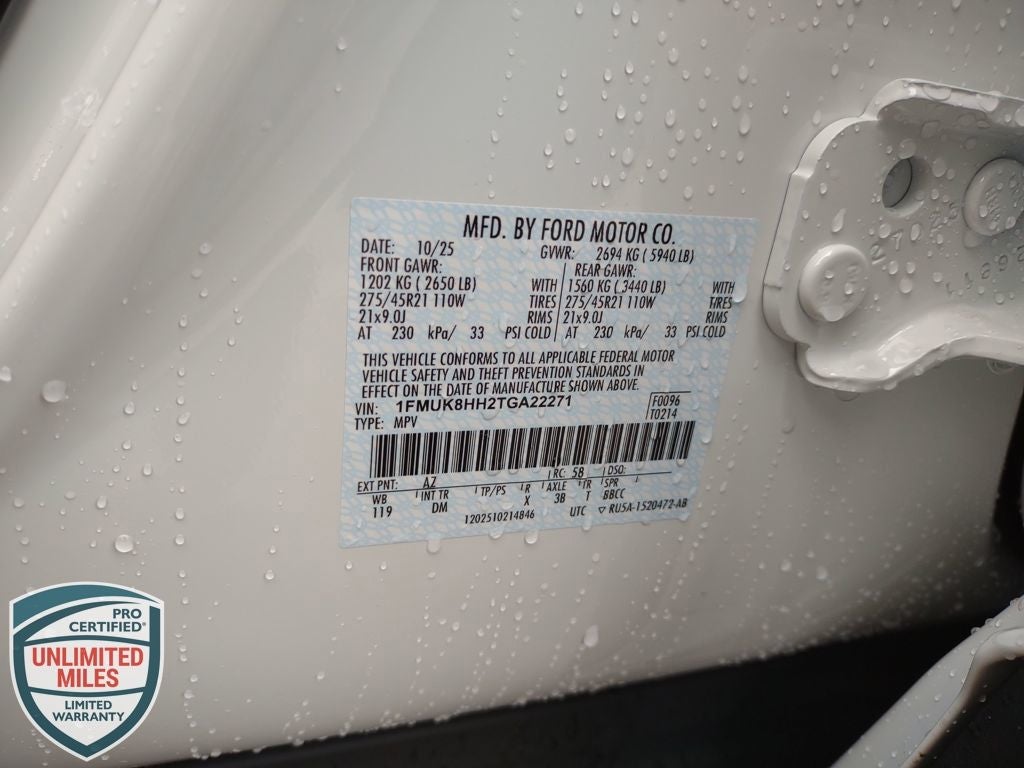 MFD. BY FORD MOTOR CO.
DATE: 10/25 GVWR: 2694 KG ( 5940 LB)
FRONT GAWR: REAR GAWR:
1202 KG ( 2650 LB) WITH 1560 KG ( 3440 LB) WITH
275/45R21 110W TIRES 275/45R21 110W TIRES
21x9.0J RIMS 21x9.0J RIMS
AT 230 kPa/ 33 PSI COLD AT 230 kPa/ 33 PSI COLD
THIS VEHICLE CONFORMS TO ALL APPLICABLE FEDERAL MOTOR
VEHICLE SAFETY AND THEFT PREVENTION STANDARDS IN
EFFECT ON THE DATE OF MANUFACTURE SHOWN ABOVE.
VIN: 1FMUK8HH2TGA22271 F0096
TYPE: MPV T0214
EXT PNT: AZ RC: 58 DSO:
WB INT TR TP/PS R AXLE TR SPR
119 DM X 3B T BBCC
1202510214846 UTC ▽ RU5A-1520472-AB
PRO
CERTIFIED®
UNLIMITED
MILES
LIMITED
WARRANTY